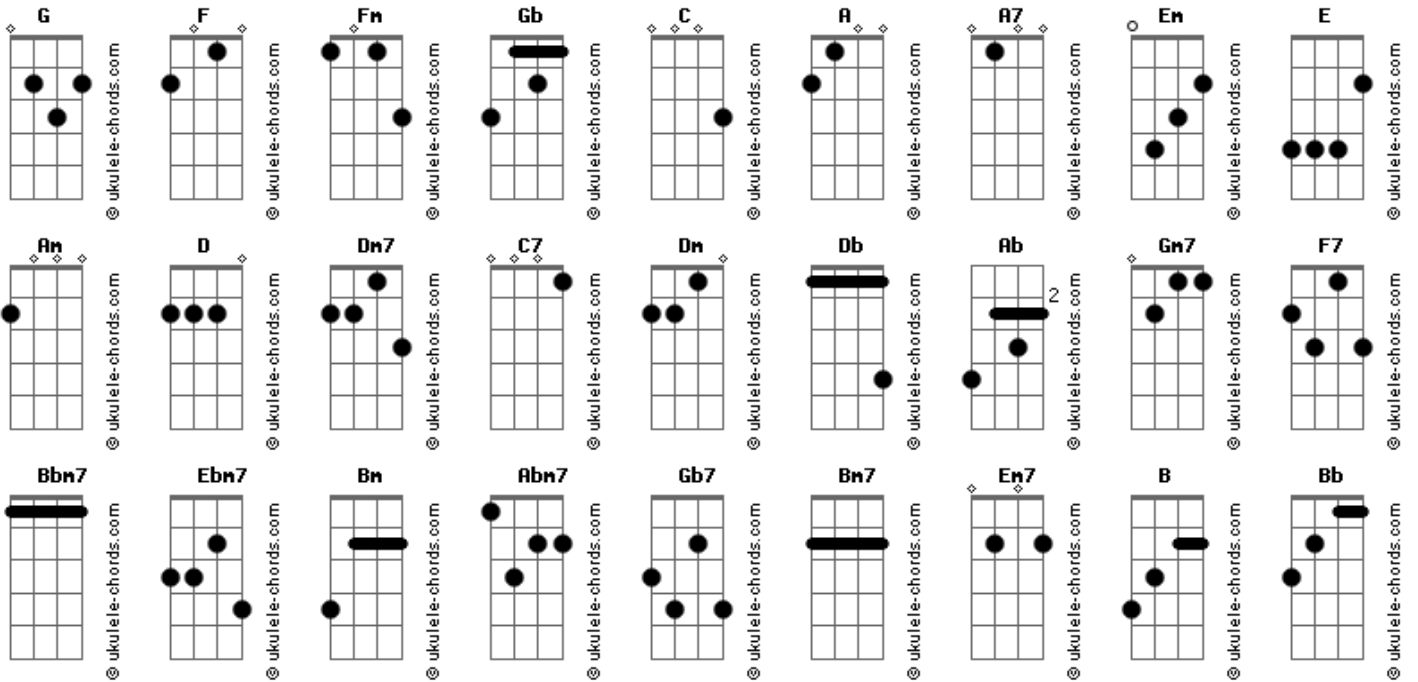 G F Fm Gb C A A7 Em E
© ukulele-chords.com © ukulele-chords.com © ukulele-chords.com © ukulele-chords.com © ukulele-chords.com © ukulele-chords.com © ukulele-chords.com © ukulele-chords.com © ukulele-chords.com
Am D Dm7 C7 Dm Db Ab Gm7 F7
2
© ukulele-chords.com © ukulele-chords.com © ukulele-chords.com © ukulele-chords.com © ukulele-chords.com © ukulele-chords.com © ukulele-chords.com © ukulele-chords.com © ukulele-chords.com
Bbm7 Ebm7 Bm Abm7 Gb7 Bm7 Em7 B Bb
© ukulele-chords.com © ukulele-chords.com © ukulele-chords.com © ukulele-chords.com © ukulele-chords.com © ukulele-chords.com © ukulele-chords.com © ukulele-chords.com © ukulele-chords.com